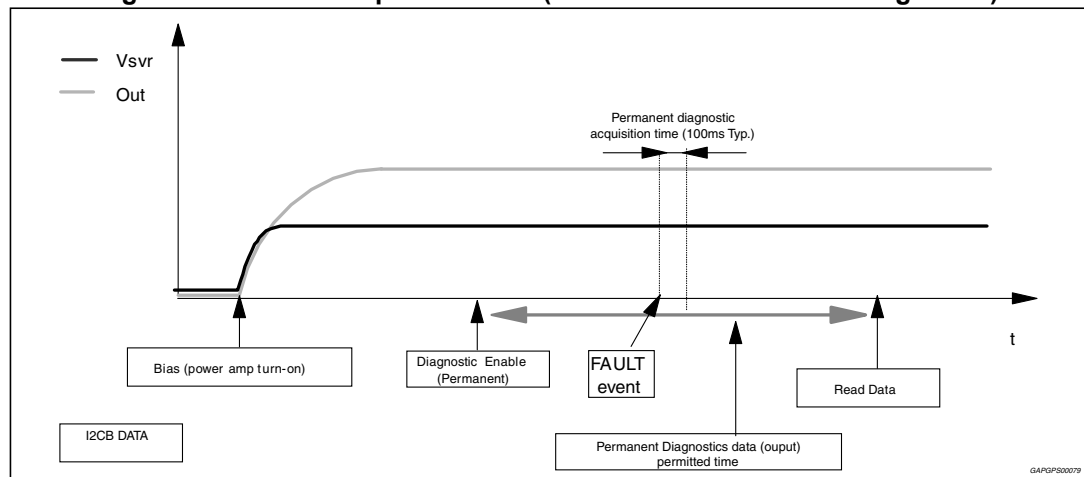 Vsvr
Out
Permanent diagnostic
acquisition time (100ms Typ.)
t
Bias (power amp turn-on)
Diagnostic Enable
(Permanent)
FAULT
event
Read Data
I2CB DATA
Permanent Diagnostics data (ouput)
permitted time
GAPGPS00079